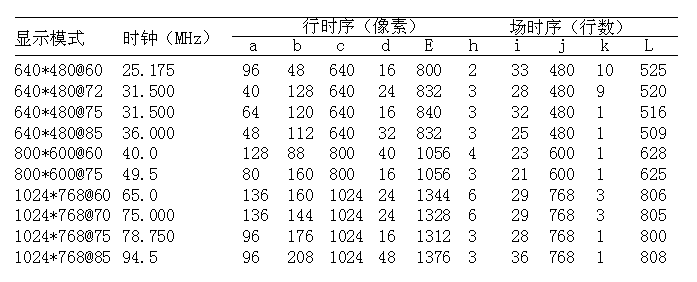 显示模式 时钟（MHz） 行时序（像素） 场时序（行数）
a b c d E h i j k L
640*480@60 25.175 96 48 640 16 800 2 33 480 10 525
640*480@72 31.500 40 128 640 24 832 3 28 480 9 520
640*480@75 31.500 64 120 640 16 840 3 32 480 1 516
640*480@85 36.000 48 112 640 32 832 3 25 480 1 509
800*600@60 40.0 128 88 800 40 1056 4 23 600 1 628
800*600@75 49.5 80 160 800 16 1056 3 21 600 1 625
1024*768@60 65.0 136 160 1024 24 1344 6 29 768 3 806
1024*768@70 75.000 136 144 1024 24 1328 6 29 768 3 805
1024*768@75 78.750 96 176 1024 16 1312 3 28 768 1 800
1024*768@85 94.5 96 208 1024 48 1376 3 36 768 1 808